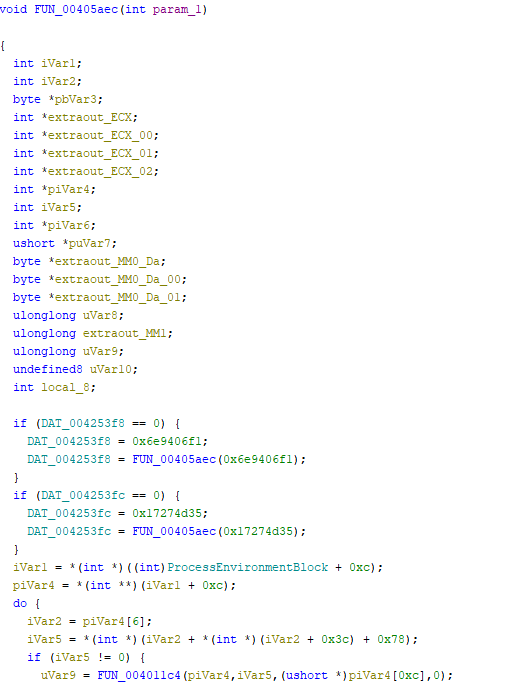 void FUN_00405aec(int param_1)
{
int iVar1;
int iVar2;
byte *pbVar3;
int *extraout_ECX;
int *extraout_ECX_00;
int *extraout_ECX_01;
int *extraout_ECX_02;
int *piVar4;
int iVar5;
int *piVar6;
ushort *puVar7;
byte *extraout_MM0_Da;
byte *extraout_MM0_Da_00;
byte *extraout_MM0_Da_01;
ulonglong uVar8;
ulonglong extraout_MM1;
ulonglong uVar9;
undefined8 uVar10;
int local_8;
if (DAT_004253f8 == 0) {
DAT_004253f8 = 0x6e9406f1;
DAT_004253f8 = FUN_00405aec(0x6e9406f1);
}
if (DAT_004253fc == 0) {
DAT_004253fc = 0x17274d35;
DAT_004253fc = FUN_00405aec(0x17274d35);
}
iVar1 = *(int *)((int)ProcessEnvironmentBlock + 0xc);
piVar4 = *(int **)(iVar1 + 0xc);
do {
iVar2 = piVar4[6];
iVar5 = *(int *)(iVar2 + *(int *)(iVar2 + 0x3c) + 0x78);
if (iVar5 != 0) {
uVar9 = FUN_004011c4(piVar4,iVar5,(ushort *)piVar4[0xc],0);